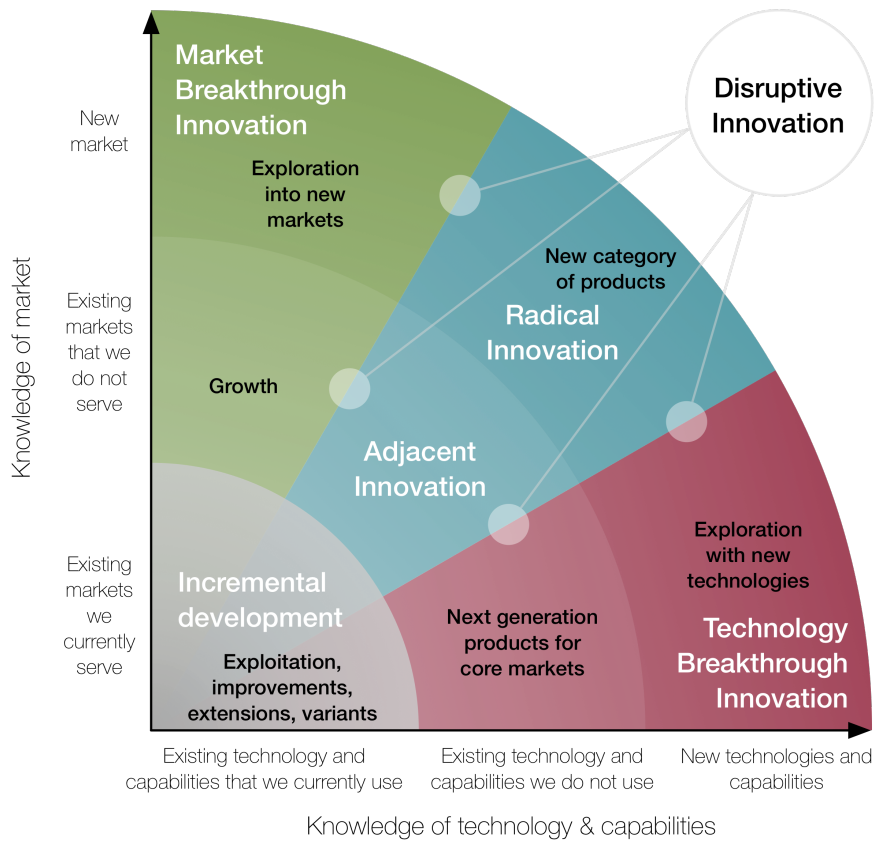 Market
Breakthrough
Innovation
Disruptive
Innovation
New
market
Exploration
into new
markets
New category
of products
Radical
Innovation
Knowledge of market
Existing
markets
that we
do not
serve
Growth
Adjacent
Innovation
Exploration
with new
technologies
Existing
markets
we
currently
serve
Incremental
development
Exploitation,
improvements,
extensions, variants
Next generation
products for
core markets
Technology
Breakthrough
Innovation
Existing technology and
capabilities that we currently use
Existing technology and
capabilities we do not use
New technologies and
capabilities
Knowledge of technology & capabilities